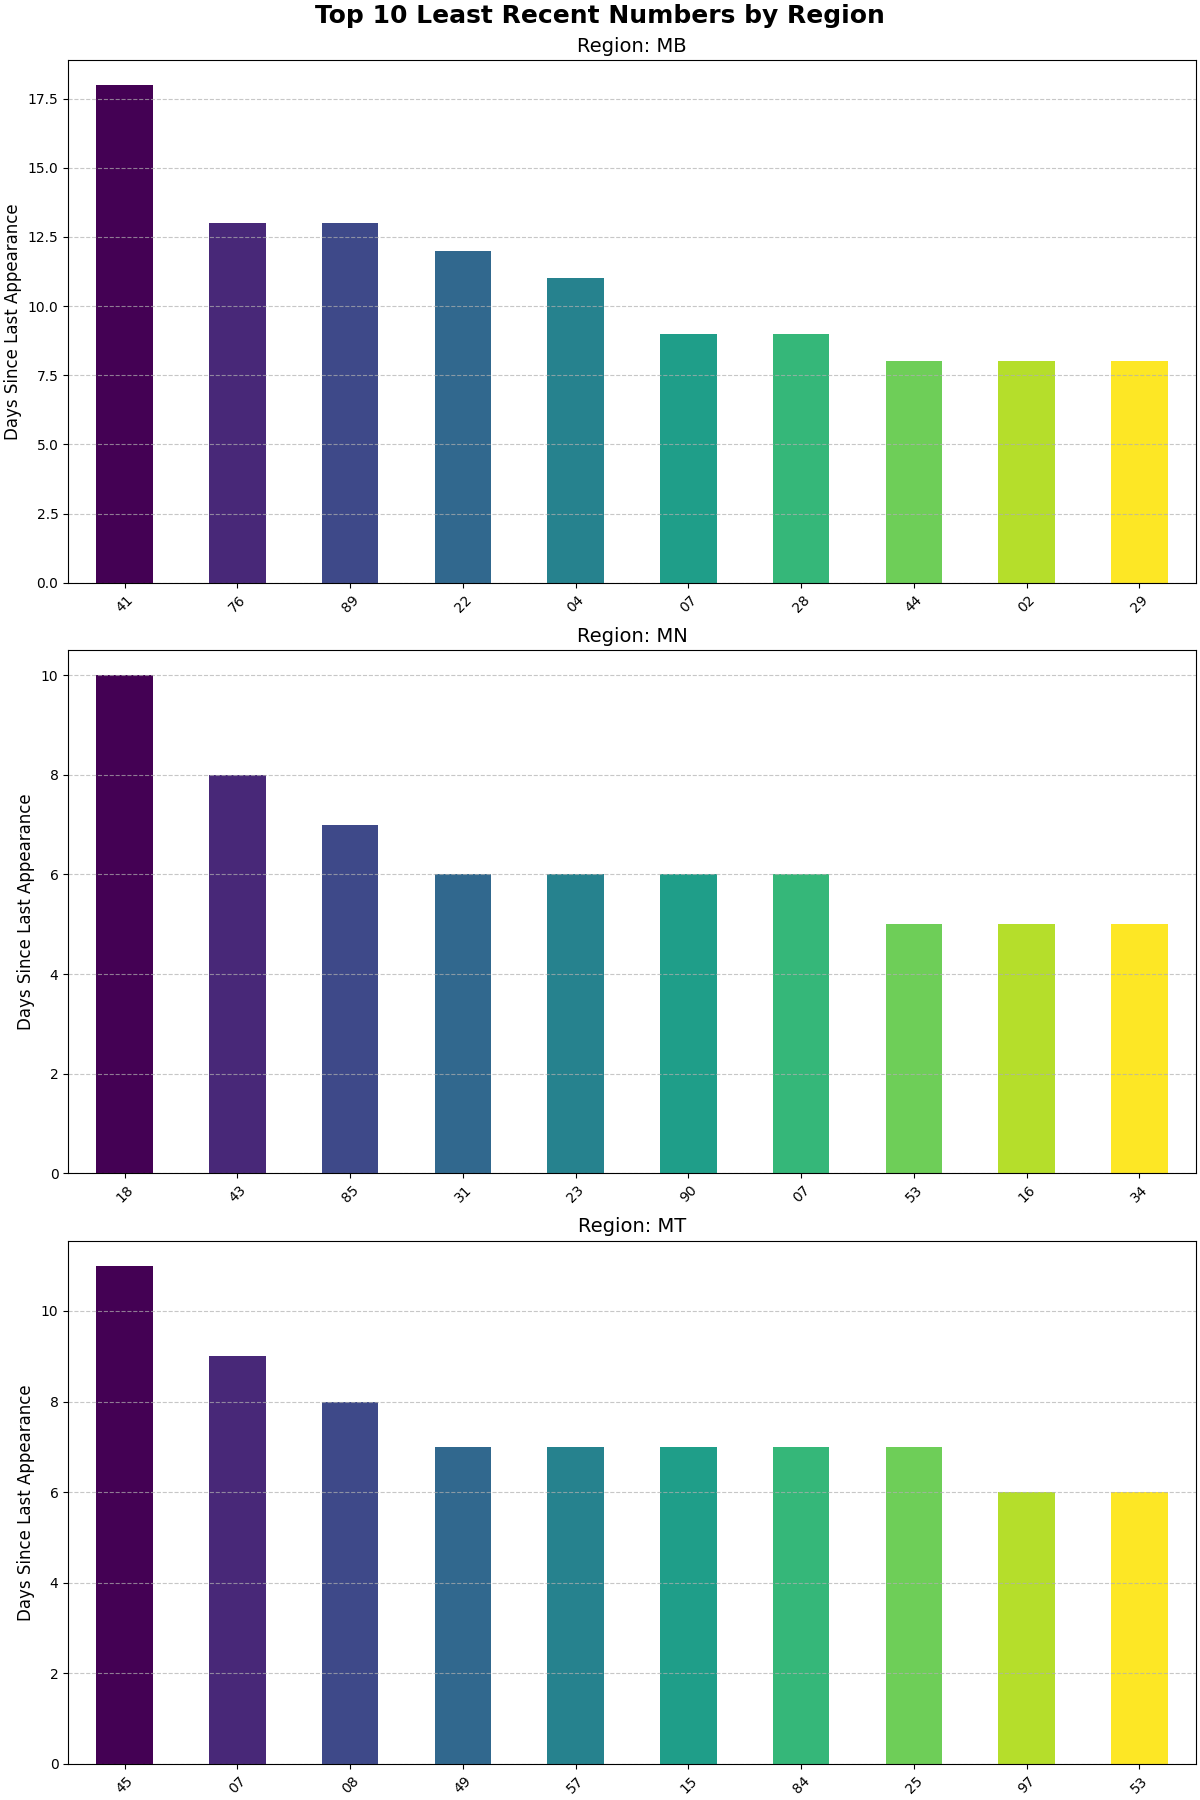 Top 10 Least Recent Numbers by Region
Region: MB
Days Since Last Appearance
17.5
15.0
12.5
10.0
7.5
5.0
2.5
0.0
41 76 89 22 04 07 28 44 02 29
Region: MN
Days Since Last Appearance
10
8
6
4
2
0
18 43 85 31 23 90 07 53 16 34
Region: MT
Days Since Last Appearance
10
8
6
4
2
0
45 07 08 49 57 15 84 25 97 53